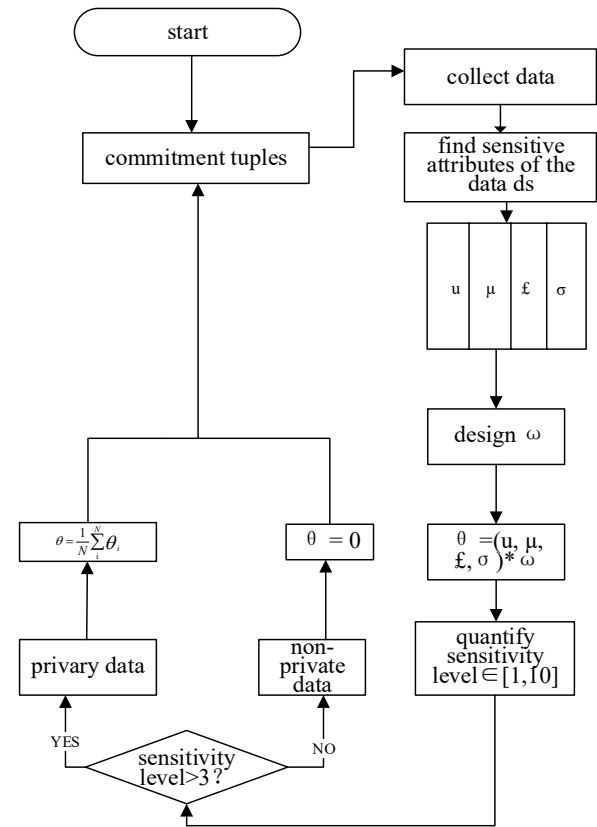 start
commitment tuples
collect data
find sensitive
attributes of the
data ds
u μ £ σ
design ω
θ =(u, μ,
£, σ )* ω
quantify
sensitivity
level∈[1,10]
sensitivity
level>3?
YES
NO
privary data
non-
private
data
θ = 1/N ∑ᵢᴺ θᵢ
θ = 0